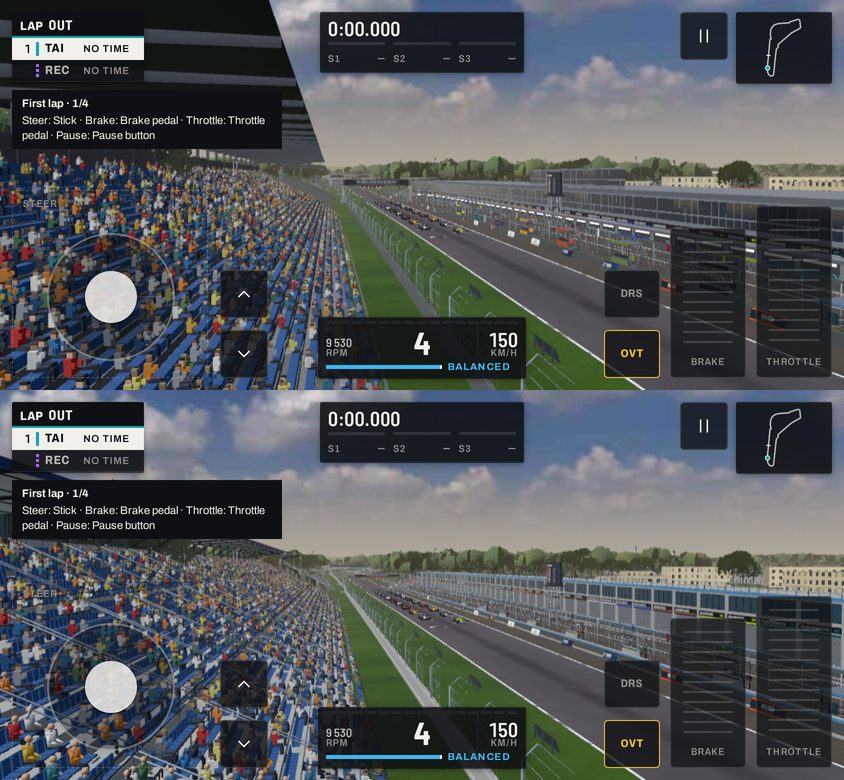 LAP OUT
1 TAI NO TIME
REC NO TIME
First lap · 1/4
Steer: Stick · Brake: Brake pedal · Throttle: Throttle
pedal · Pause: Pause button
0:00.000
S1 – S2 – S3 –
STEER
DRS
OVT
BRAKE
THROTTLE
9 530
RPM
4
150
KM/H
BALANCED
LAP OUT
1 TAI NO TIME
REC NO TIME
First lap · 1/4
Steer: Stick · Brake: Brake pedal · Throttle: Throttle
pedal · Pause: Pause button
0:00.000
S1 – S2 – S3 –
STEER
DRS
OVT
BRAKE
THROTTLE
9 530
RPM
4
150
KM/H
BALANCED